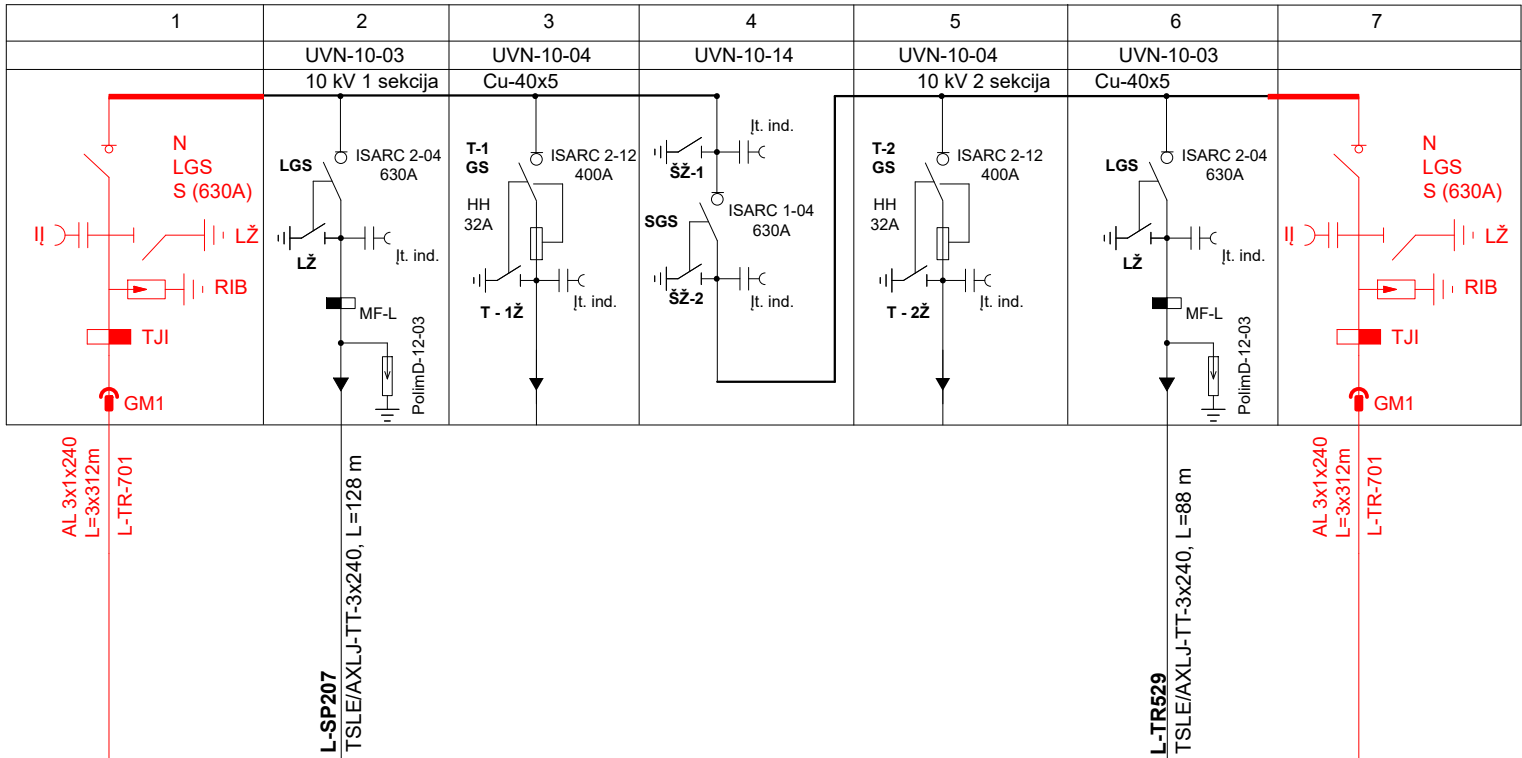 1 2 3 4 5 6 7
UVN-10-03 UVN-10-04 UVN-10-14 UVN-10-04 UVN-10-03
10 kV 1 sekcija Cu-40x5 10 kV 2 sekcija Cu-40x5
N
LGS
S (630A)
IĮ
LŽ
RIB
TJI
GM1
AL 3x1x240
L=3x312m
L-TR-701
LGS
ISARC 2-04
630A
LŽ
Įt. ind.
MF-L
PolimD-12-03
L-SP207
TSLE/AXLJ-TT-3x240, L=128 m
T-1
GS
ISARC 2-12
400A
HH
32A
T - 1Ž
Įt. ind.
Įt. ind.
ŠŽ-1
ISARC 1-04
630A
SGS
ŠŽ-2
Įt. ind.
T-2
GS
ISARC 2-12
400A
HH
32A
T - 2Ž
Įt. ind.
LGS
ISARC 2-04
630A
LŽ
Įt. ind.
MF-L
PolimD-12-03
L-TR529
TSLE/AXLJ-TT-3x240, L=88 m
N
LGS
S (630A)
IĮ
LŽ
RIB
TJI
GM1
AL 3x1x240
L=3x312m
L-TR-701